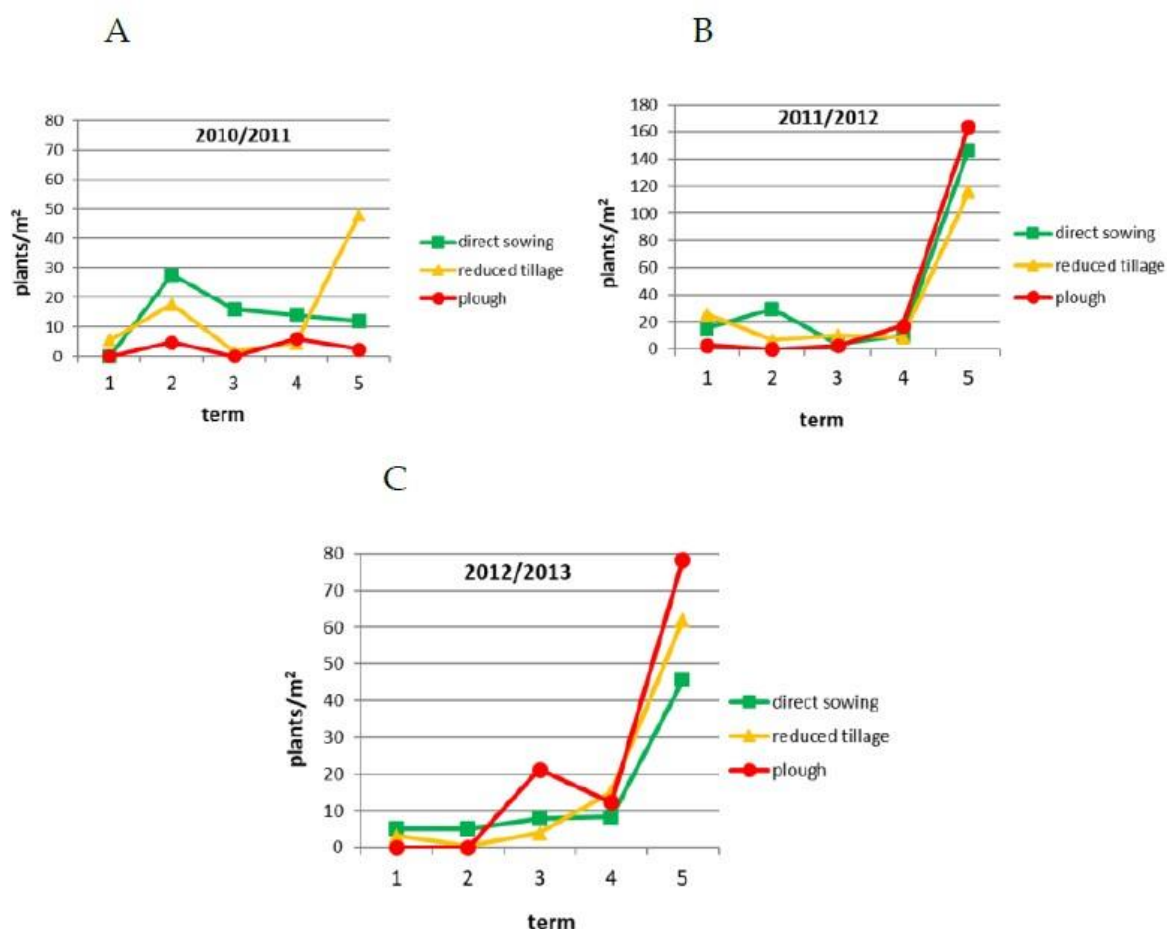 A
2010/2011
80
70
60
50
40
30
20
10
0
plants/m²
1 2 3 4 5
term
direct sowing
reduced tillage
plough
B
2011/2012
180
160
140
120
100
80
60
40
20
0
plants/m²
1 2 3 4 5
term
direct sowing
reduced tillage
plough
C
2012/2013
80
70
60
50
40
30
20
10
0
plants/m²
1 2 3 4 5
term
direct sowing
reduced tillage
plough